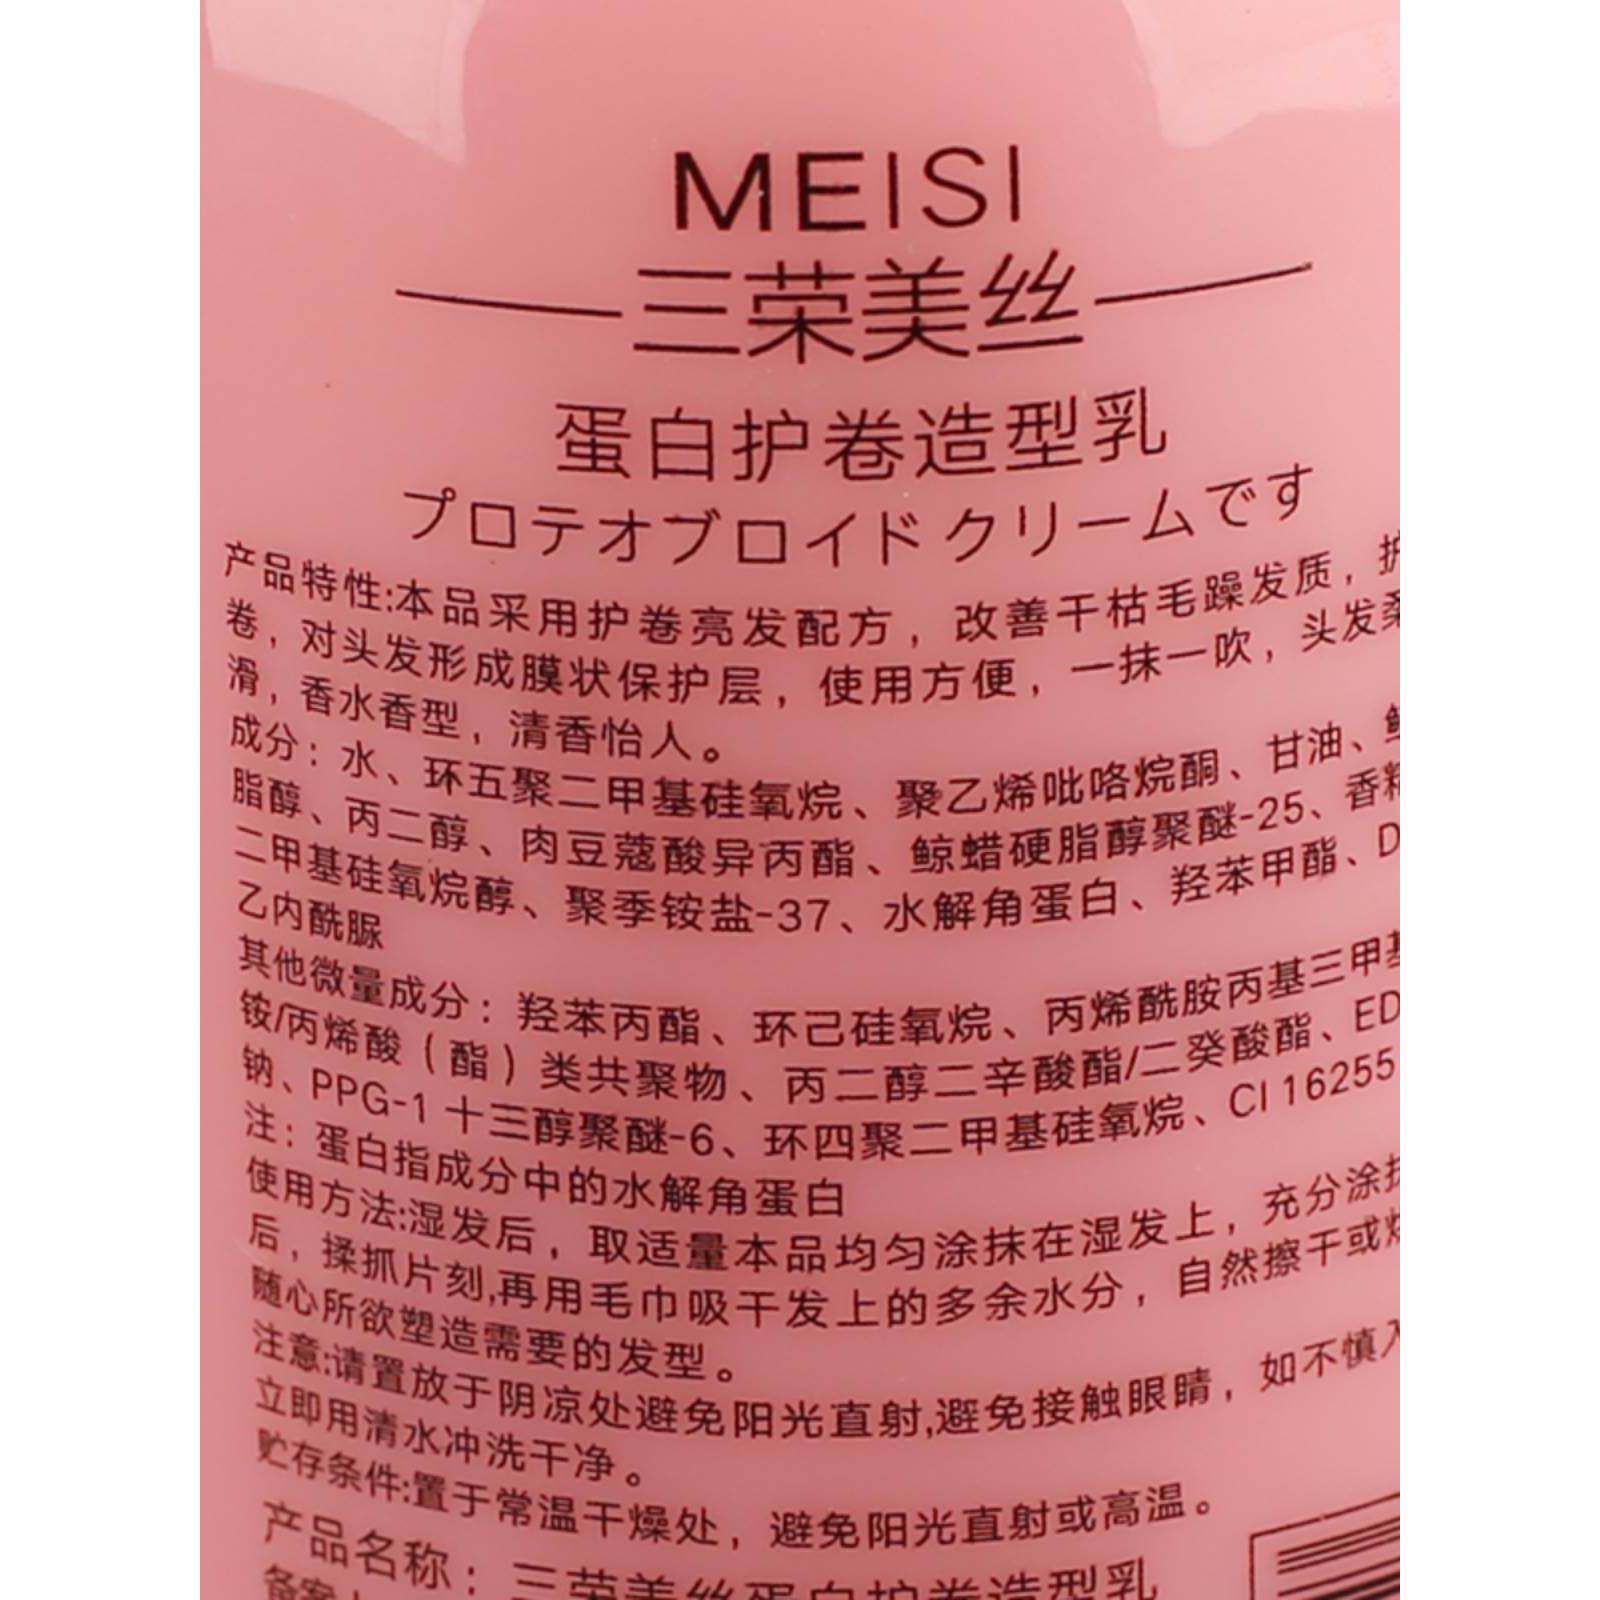 MEISI
三荣美丝
蛋白护卷造型乳
プロテオブロイドクリームです
产品特性:本品采用护卷亮发配方，改善干枯毛躁发质，护
卷，对头发形成膜状保护层，使用方便，一抹一吹，头发柔
滑，香水香型，清香怡人。
成分：水、环五聚二甲基硅氧烷、聚乙烯吡咯烷酮、甘油、
脂醇、丙二醇、肉豆蔻酸异丙酯、鲸蜡硬脂醇聚醚-25、香精
二甲基硅氧烷醇、聚季铵盐-37、水解角蛋白、羟苯甲酯、D
乙内酰脲
其他微量成分：羟苯丙酯、环己硅氧烷、丙烯酰胺丙基三甲基
铵/丙烯酸（酯）类共聚物、丙二醇二辛酸酯/二癸酸酯、ED
钠、PPG-1 十三醇聚醚-6、环四聚二甲基硅氧烷、CI 16255
注：蛋白指成分中的水解角蛋白
使用方法:湿发后，取适量本品均匀涂抹在湿发上，充分涂抹
后，揉抓片刻,再用毛巾吸干发上的多余水分，自然擦干或
随心所欲塑造需要的发型。
注意:请置放于阴凉处避免阳光直射,避免接触眼睛，如不慎入
立即用清水冲洗干净。
贮存条件:置于常温干燥处，避免阳光直射或高温。
产品名称：三荣美丝蛋白护卷造型乳